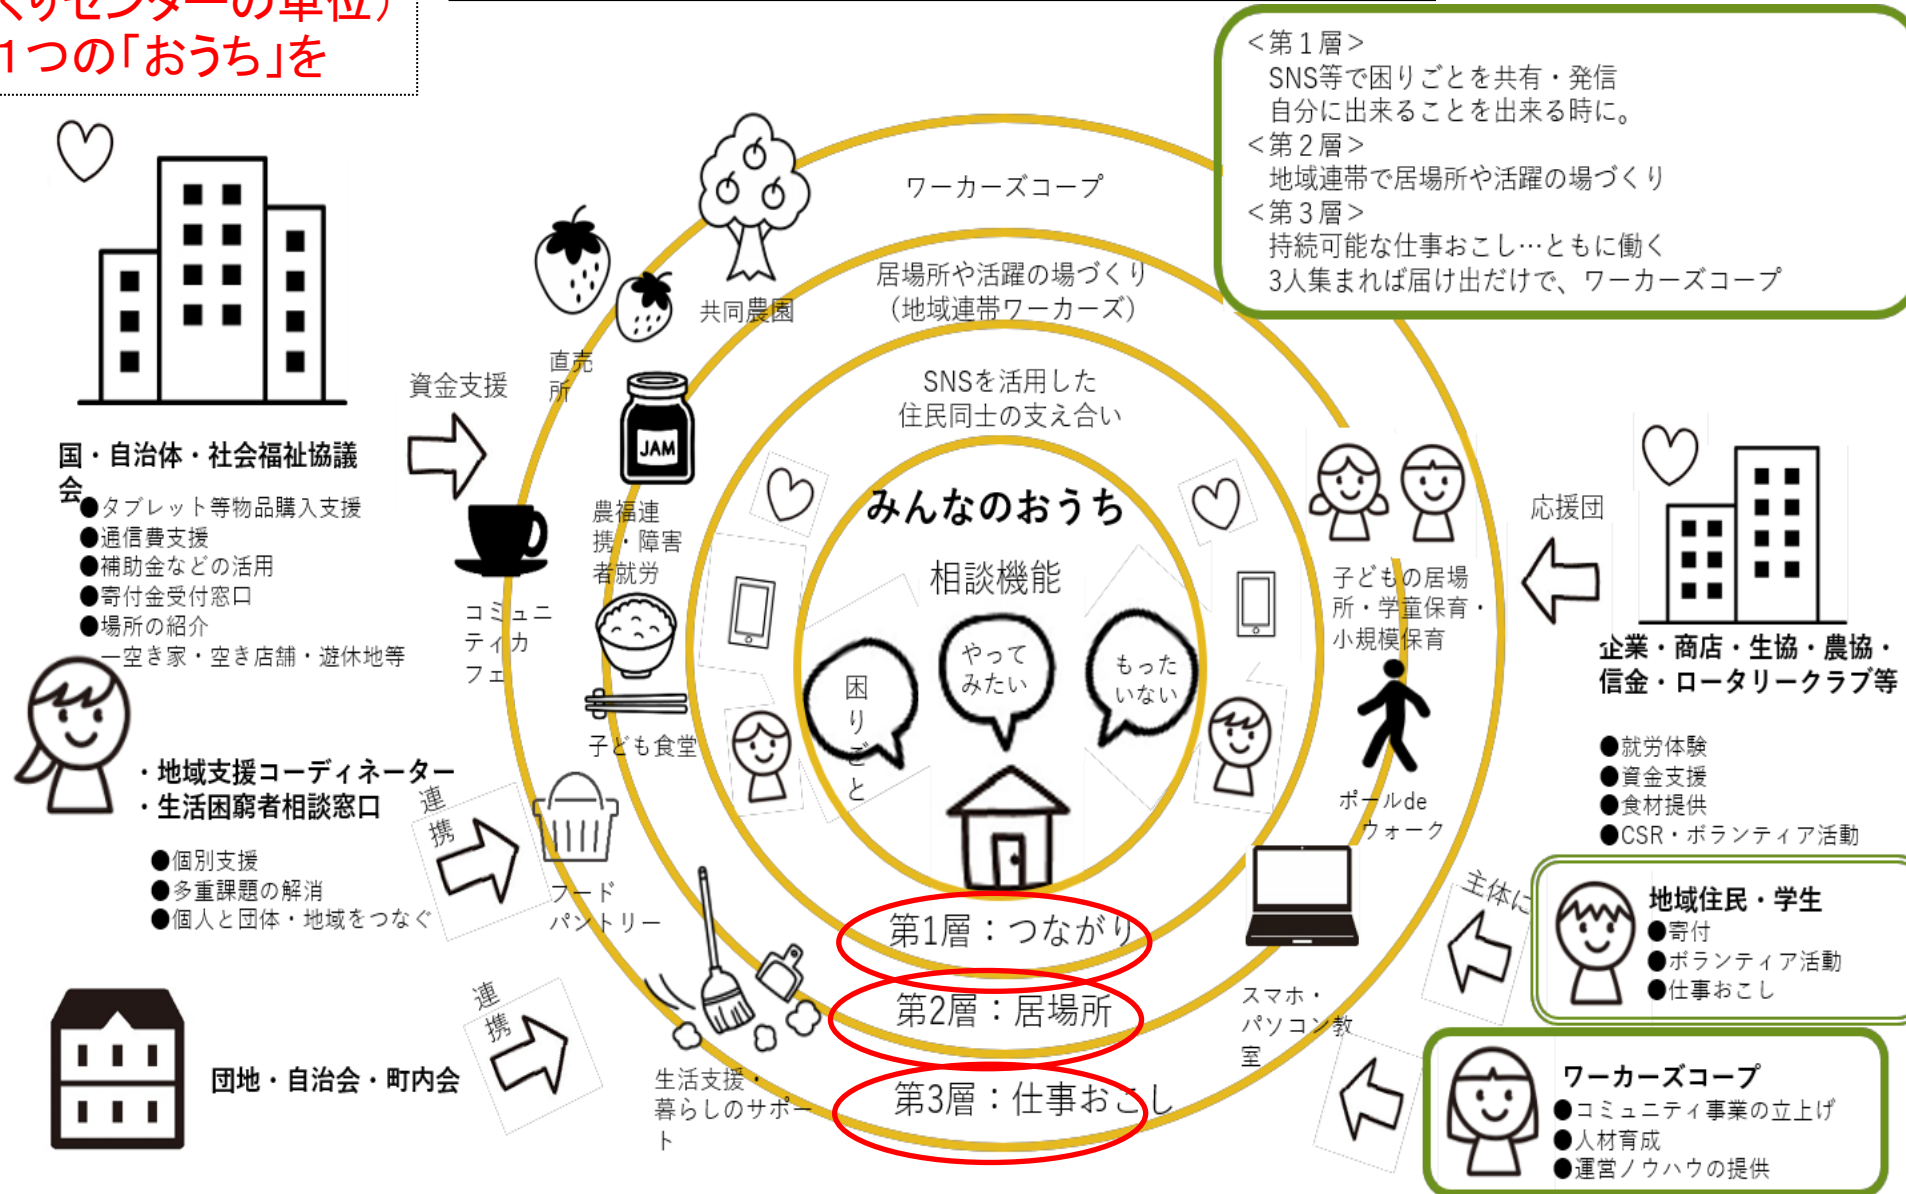 くりセンターの単位）
１つの「おうち」を
＜第１層＞
SNS等で困りごとを共有・発信
自分に出来ることを出来る時に。
＜第２層＞
地域連帯で居場所や活躍の場づくり
＜第３層＞
持続可能な仕事おこし…ともに働く
3人集まれば届け出だけで、ワーカーズコープ
ワーカーズコープ
居場所や活躍の場づくり
（地域連帯ワーカーズ）
SNSを活用した
住民同士の支え合い
みんなのおうち
相談機能
困りごと
やって
みたい
もった
いない
第1層：つながり
第2層：居場所
第3層：仕事おこし
共同農園
直売
所
JAM
農福連
携・障害
者就労
コミュニ
ティカ
フェ
子ども食堂
フード
パントリー
生活支援・
暮らしのサポー
ト
子どもの居場
所・学童保育・
小規模保育
ポールde
ウォーク
スマホ・
パソコン教
室
資金支援
国・自治体・社会福祉協議
会
●タブレット等物品購入支援
●通信費支援
●補助金などの活用
●寄付金受付窓口
●場所の紹介
―空き家・空き店舗・遊休地等
・地域支援コーディネーター
・生活困窮者相談窓口
●個別支援
●多重課題の解消
●個人と団体・地域をつなぐ
連携
団地・自治会・町内会
連携
応援団
企業・商店・生協・農協・
信金・ロータリークラブ等
●就労体験
●資金支援
●食材提供
●CSR・ボランティア活動
主体に
地域住民・学生
●寄付
●ボランティア活動
●仕事おこし
ワーカーズコープ
●コミュニティ事業の立上げ
●人材育成
●運営ノウハウの提供